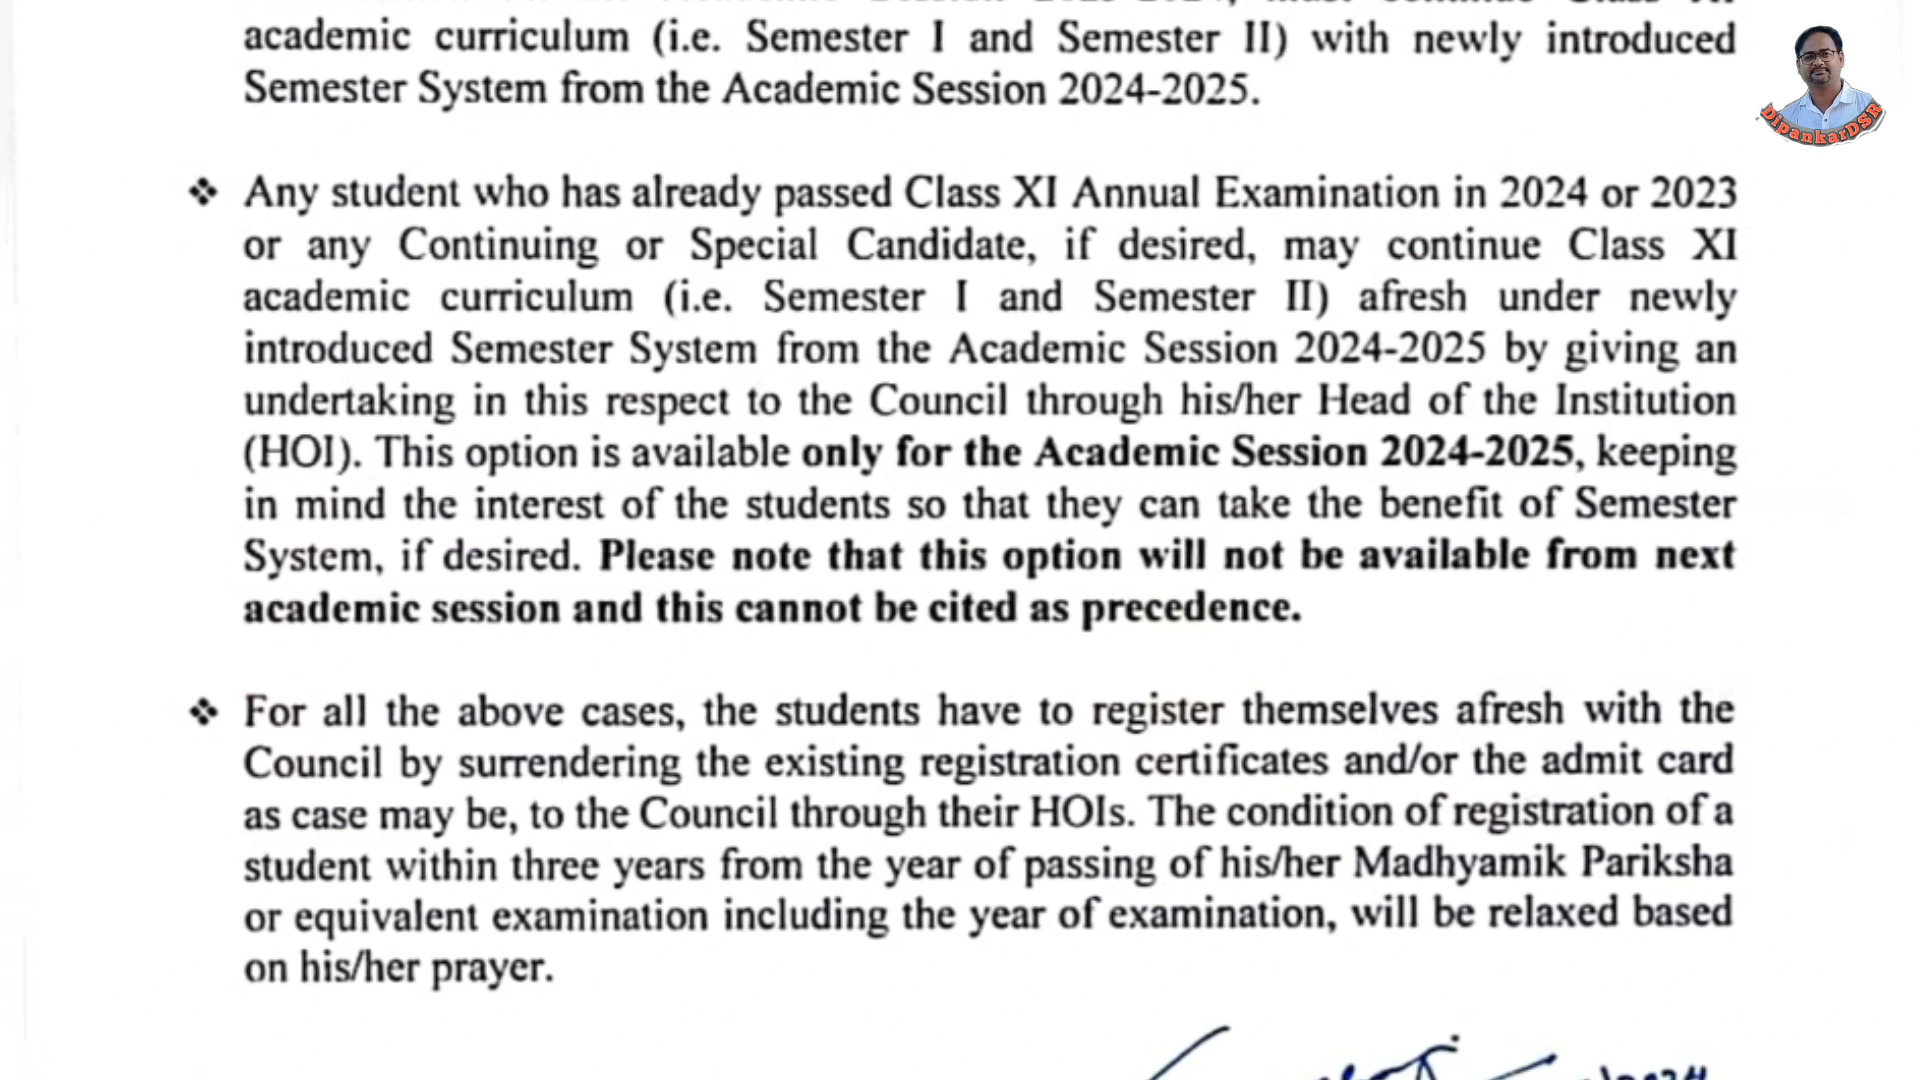 academic curriculum (i.e. Semester I and Semester II) with newly introduced
Semester System from the Academic Session 2024-2025.
❖ Any student who has already passed Class XI Annual Examination in 2024 or 2023
or any Continuing or Special Candidate, if desired, may continue Class XI
academic curriculum (i.e. Semester I and Semester II) afresh under newly
introduced Semester System from the Academic Session 2024-2025 by giving an
undertaking in this respect to the Council through his/her Head of the Institution
(HOI). This option is available only for the Academic Session 2024-2025, keeping
in mind the interest of the students so that they can take the benefit of Semester
System, if desired. Please note that this option will not be available from next
academic session and this cannot be cited as precedence.
❖ For all the above cases, the students have to register themselves afresh with the
Council by surrendering the existing registration certificates and/or the admit card
as case may be, to the Council through their HOIs. The condition of registration of a
student within three years from the year of passing of his/her Madhyamik Pariksha
or equivalent examination including the year of examination, will be relaxed based
on his/her prayer.
DipankarDSR